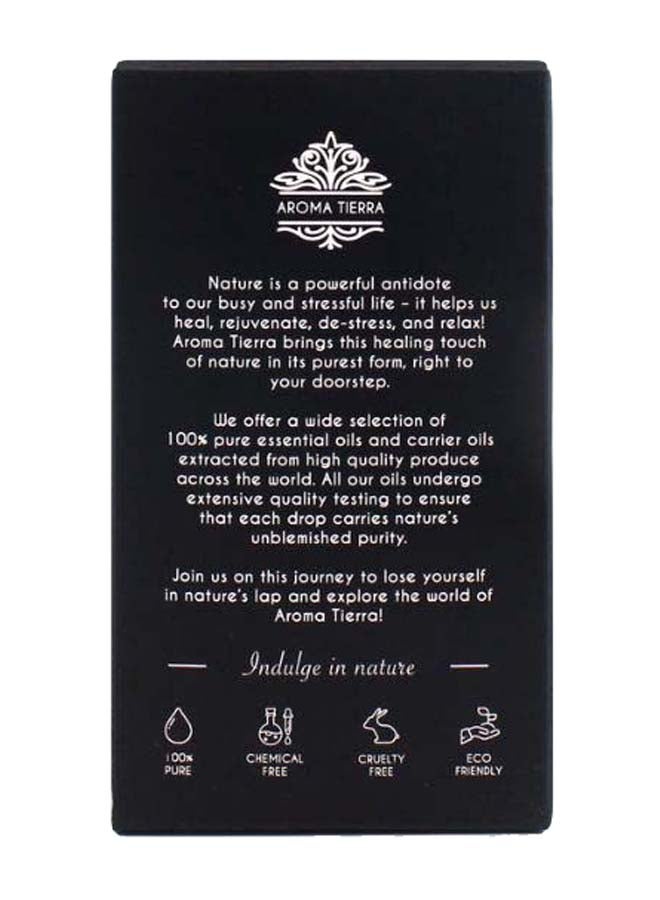 AROMA TIERRA
Nature is a powerful antidote
to our busy and stressful life – it helps us
heal, rejuvenate, de-stress, and relax!
Aroma Tierra brings this healing touch
of nature in its purest form, right to
your doorstep.
We offer a wide selection of
100% pure essential oils and carrier oils
extracted from high quality produce
across the world. All our oils undergo
extensive quality testing to ensure
that each drop carries nature's
unblemished purity.
Join us on this journey to lose yourself
in nature's lap and explore the world of
Aroma Tierra!
Indulge in nature
100%
PURE
CHEMICAL
FREE
CRUELTY
FREE
ECO
FRIENDLY